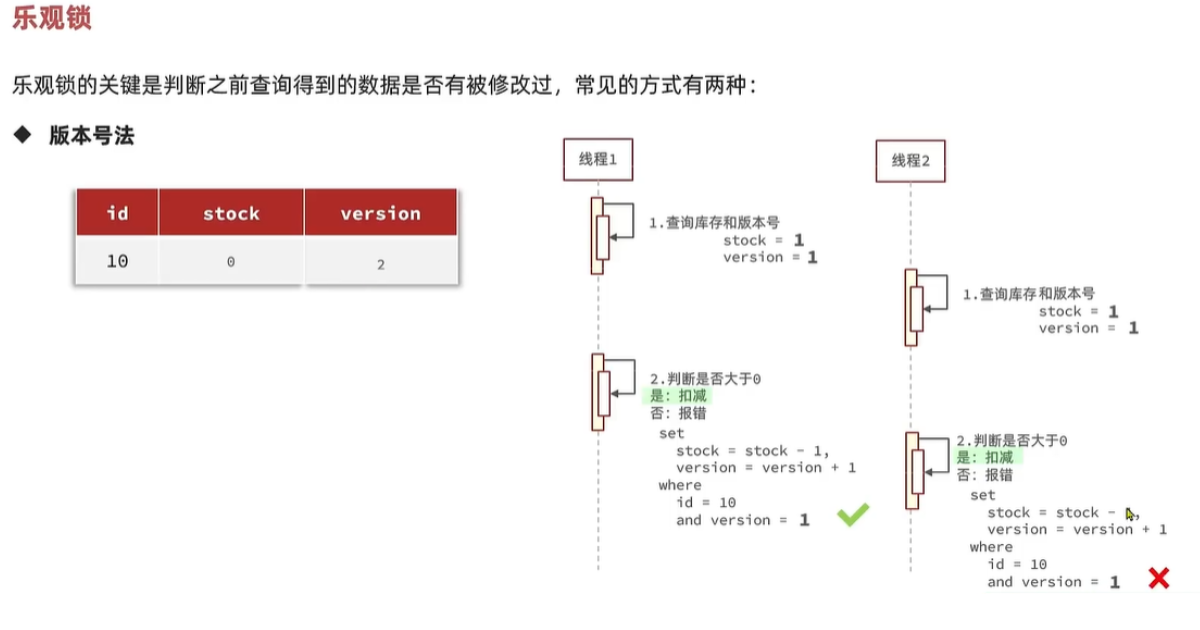 乐观锁
乐观锁的关键是判断之前查询得到的数据是否有被修改过，常见的方式有两种：
◆ 版本号法
id stock version
10 0 2
线程1
1.查询库存和版本号
stock = 1
version = 1
2.判断是否大于0
是：扣减
否：报错
set
stock = stock - 1,
version = version + 1
where
id = 10
and version = 1
线程2
1.查询库存和版本号
stock = 1
version = 1
2.判断是否大于0
是：扣减
否：报错
set
stock = stock - ,
version = version + 1
where
id = 10
and version = 1